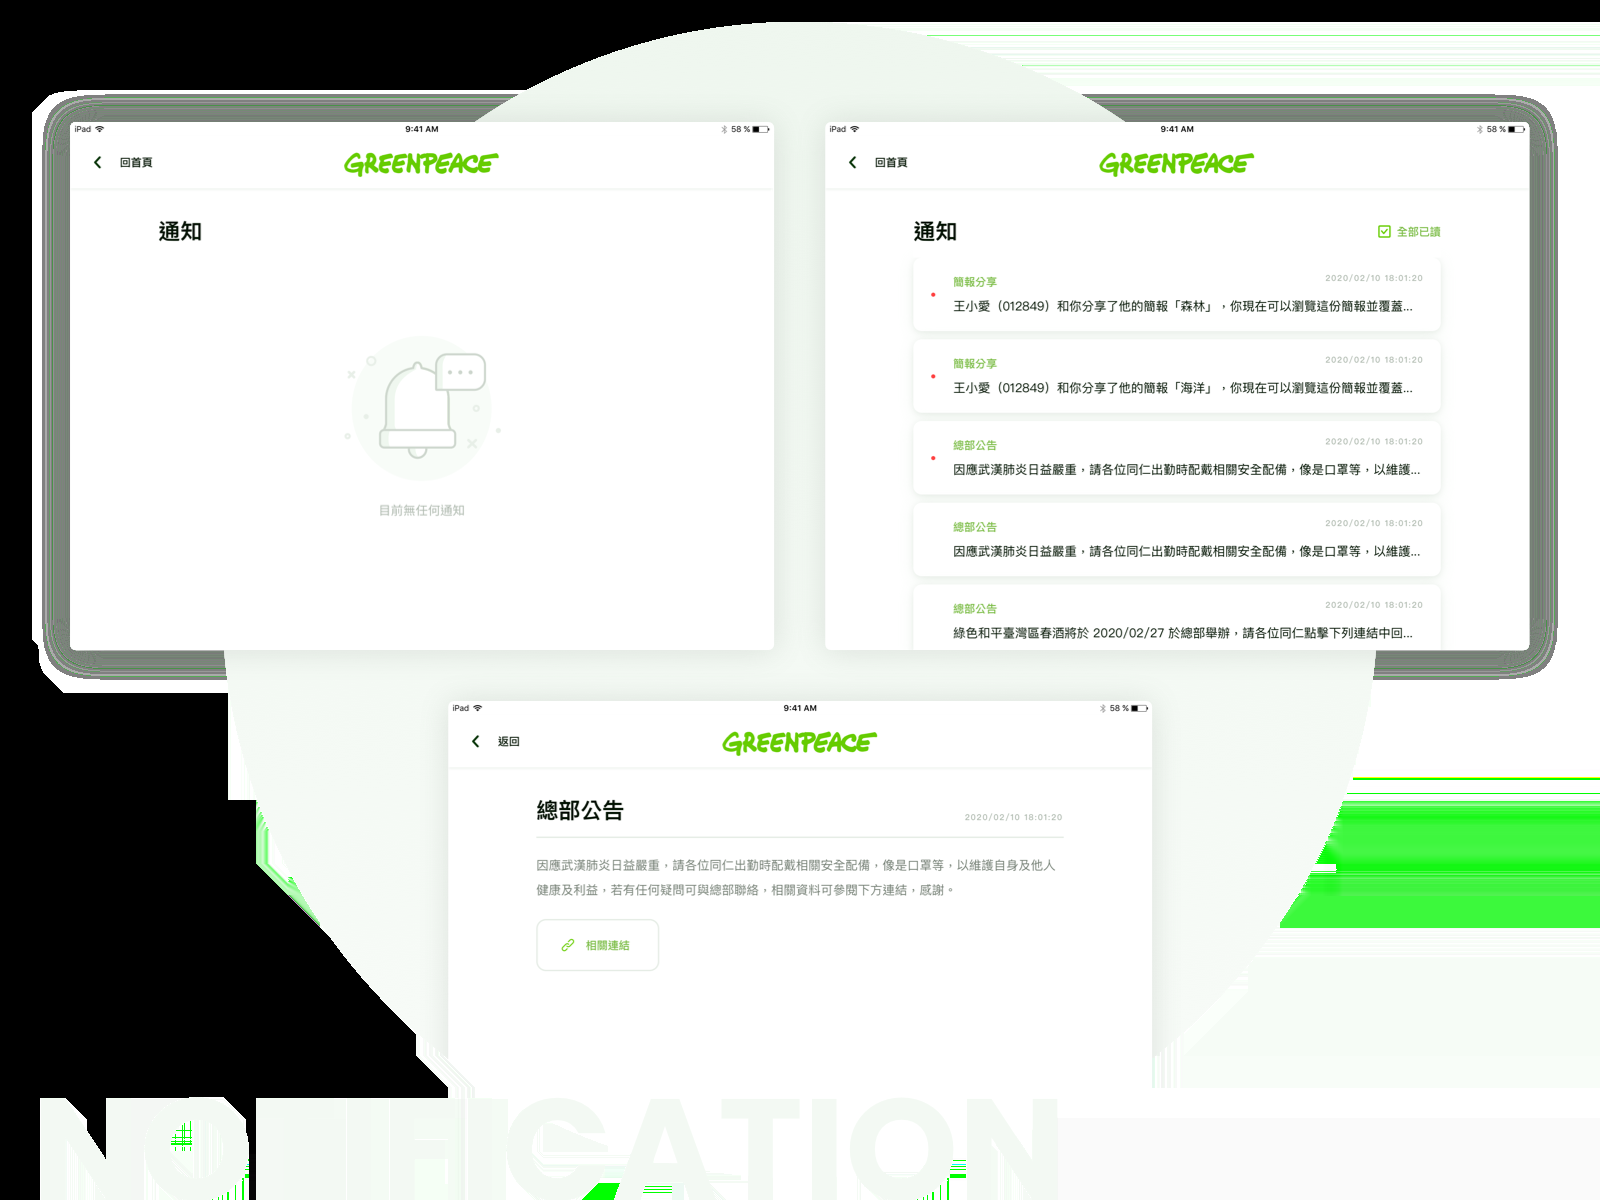 iPad
9:41 AM
58 %
回首頁
GREENPEACE
通知
目前無任何通知
iPad
9:41 AM
58 %
回首頁
GREENPEACE
通知
全部已讀
簡報分享
2020/02/10 18:01:20
王小愛（012849）和你分享了他的簡報「森林」，你現在可以瀏覽這份簡報並覆蓋...
簡報分享
2020/02/10 18:01:20
王小愛（012849）和你分享了他的簡報「海洋」，你現在可以瀏覽這份簡報並覆蓋...
總部公告
2020/02/10 18:01:20
因應武漢肺炎日益嚴重，請各位同仁出勤時配戴相關安全配備，像是口罩等，以維護...
總部公告
2020/02/10 18:01:20
因應武漢肺炎日益嚴重，請各位同仁出勤時配戴相關安全配備，像是口罩等，以維護...
總部公告
2020/02/10 18:01:20
綠色和平臺灣區春酒將於 2020/02/27 於總部舉辦，請各位同仁點擊下列連結中回...
iPad
9:41 AM
58 %
返回
GREENPEACE
總部公告
2020/02/10 18:01:20
因應武漢肺炎日益嚴重，請各位同仁出勤時配戴相關安全配備，像是口罩等，以維護自身及他人
健康及利益，若有任何疑問可與總部聯絡，相關資料可參閱下方連結，感謝。
相關連結
NOTIFICATION